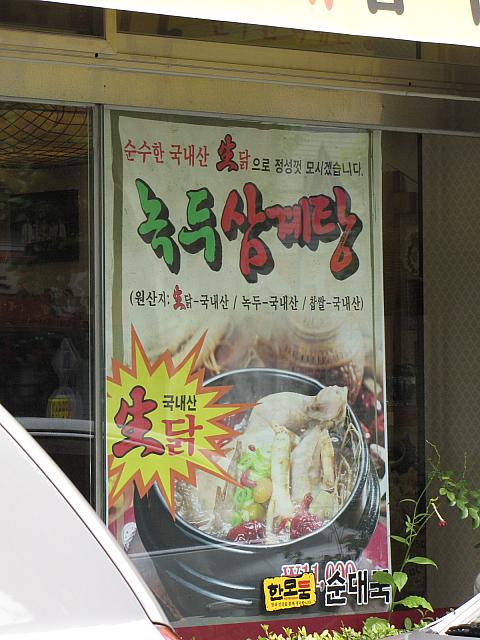 순수한 국내산 生닭으로 정성껏 모시겠습니다.
녹두삼계탕
(원산지: 生닭-국내산 / 녹두-국내산 / 찹쌀-국내산)
국내산
生닭
한모둠 순대국